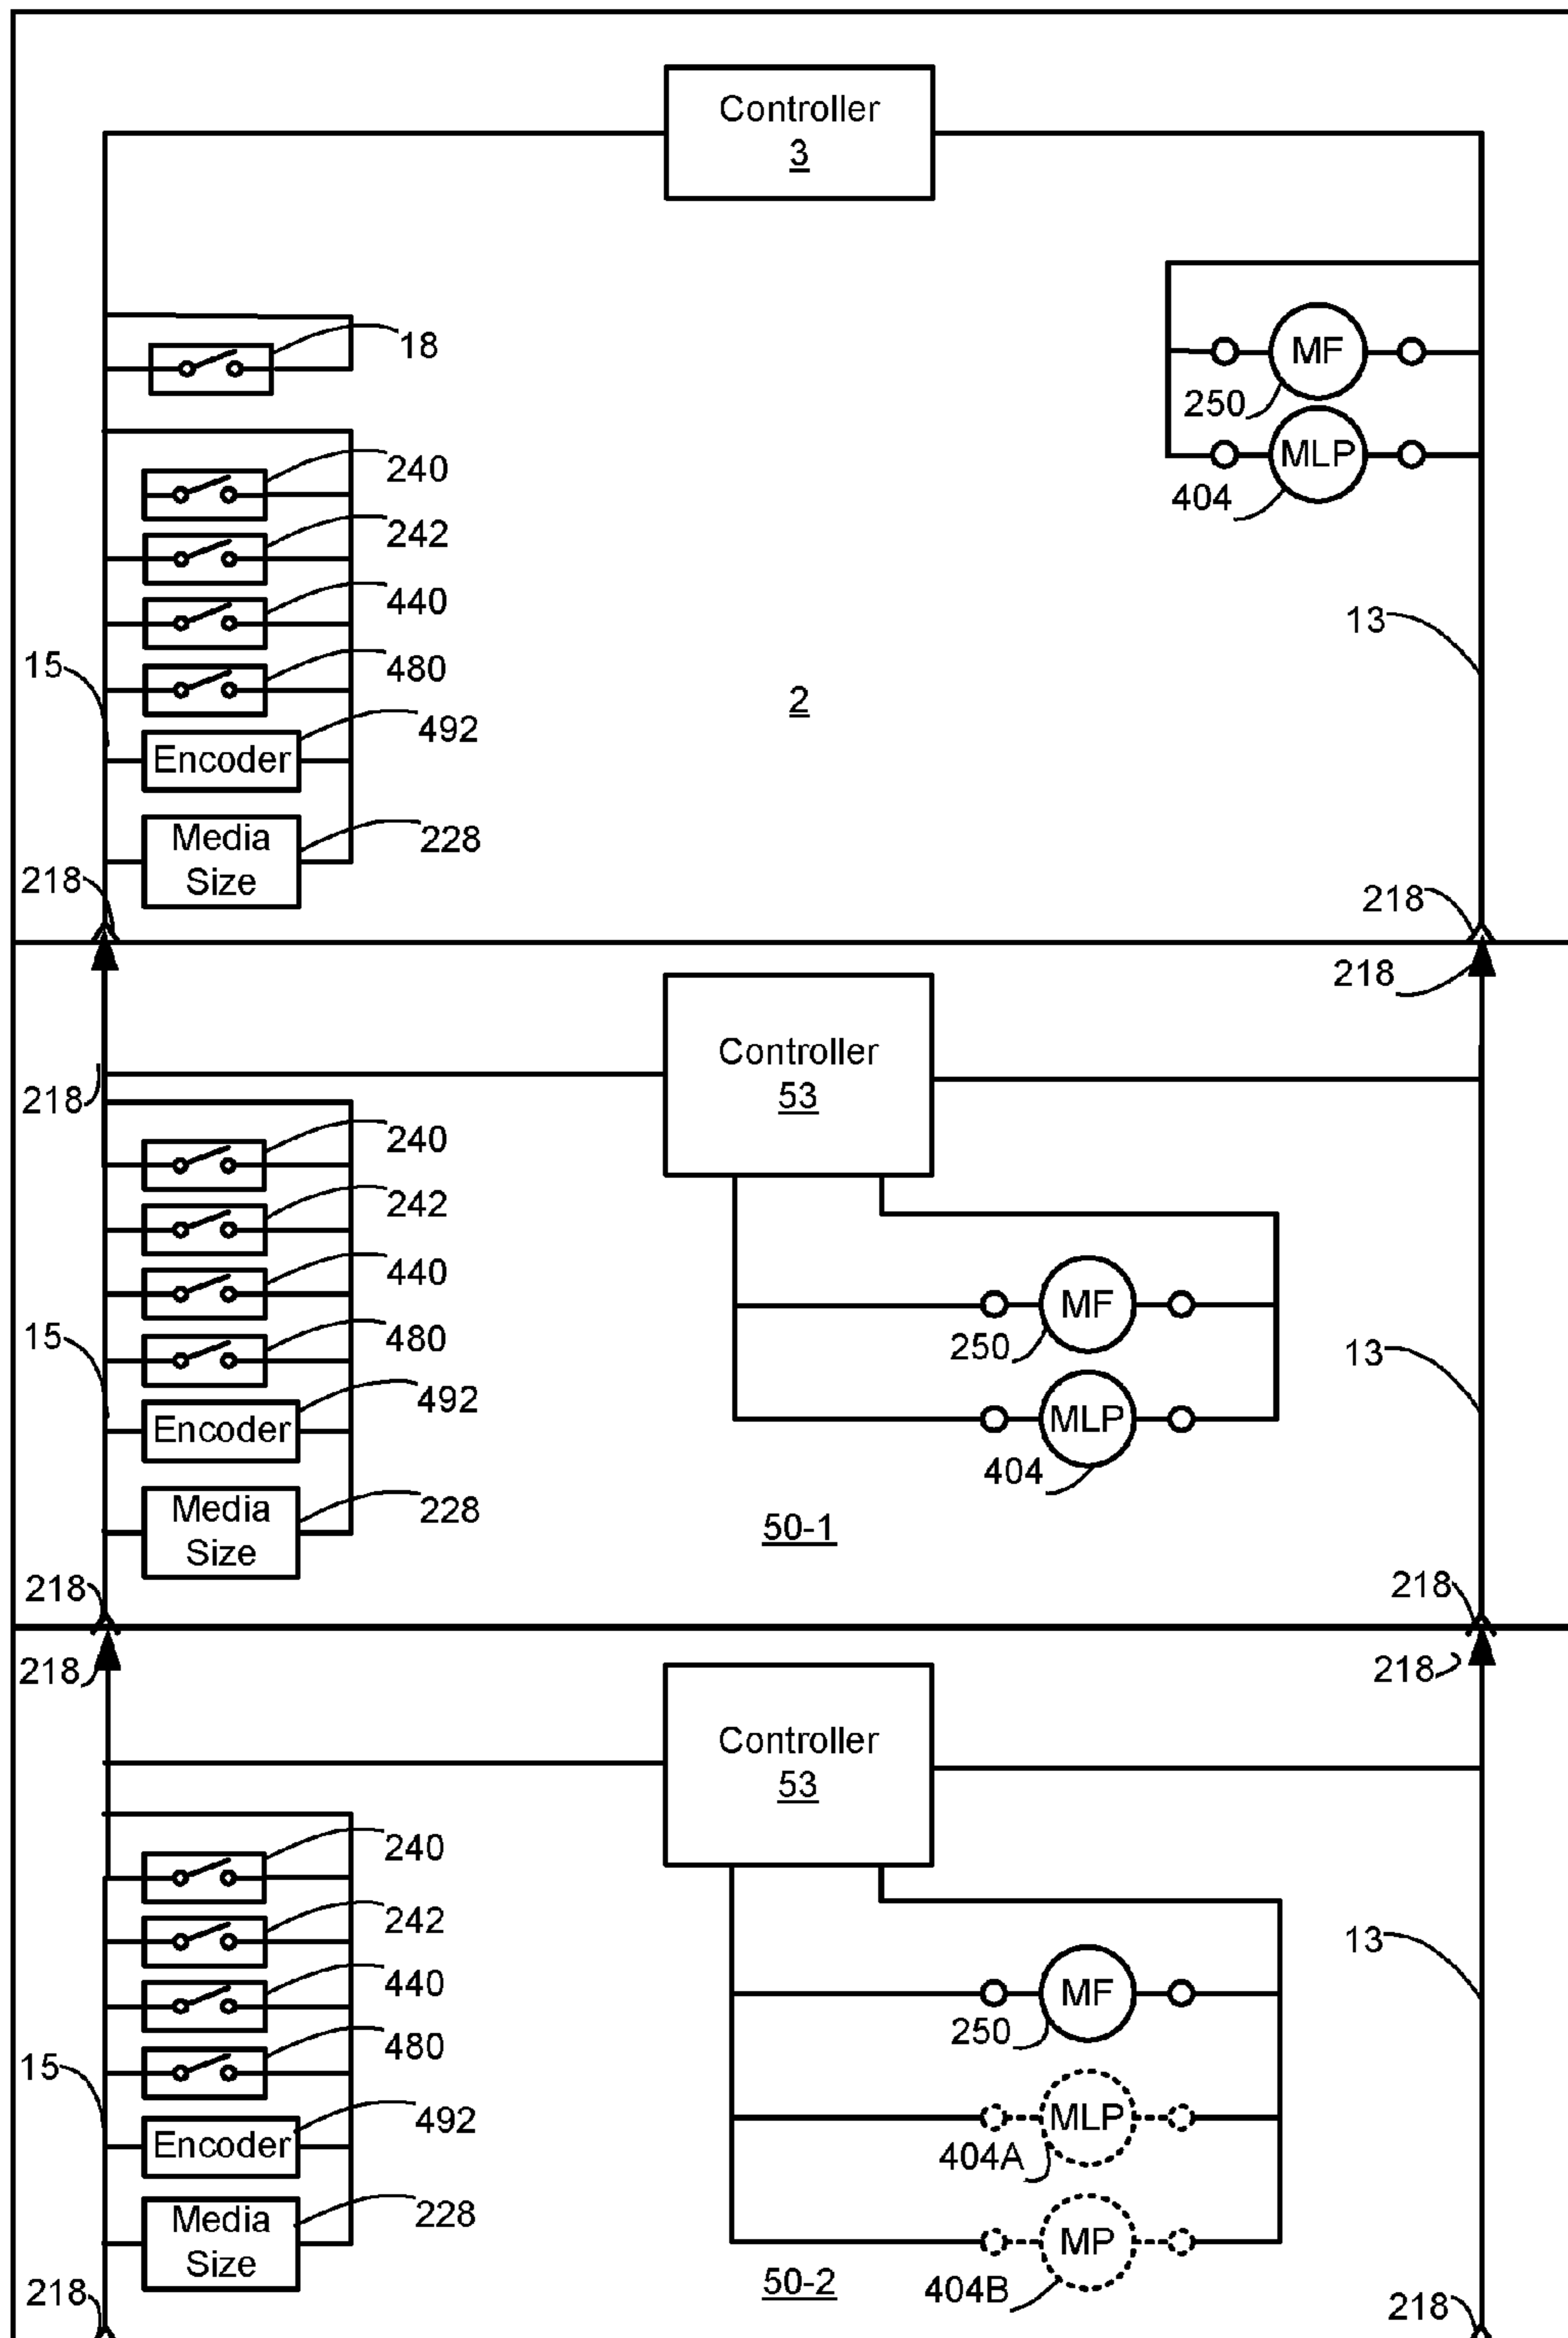 Controller
3
18
MF
250
240
MLP
404
242
440
13
15
480
2
492
Encoder
Media
Size
228
218
218
218
Controller
53
218
240
242
440
MF
250
15
480
13
492
Encoder
MLP
404
Media
Size
228
50-1
218
218
218
218
Controller
53
240
242
13
440
MF
250
480
15
492
Encoder
MLP
404A
Media
Size
228
MP
404B
50-2
218
218